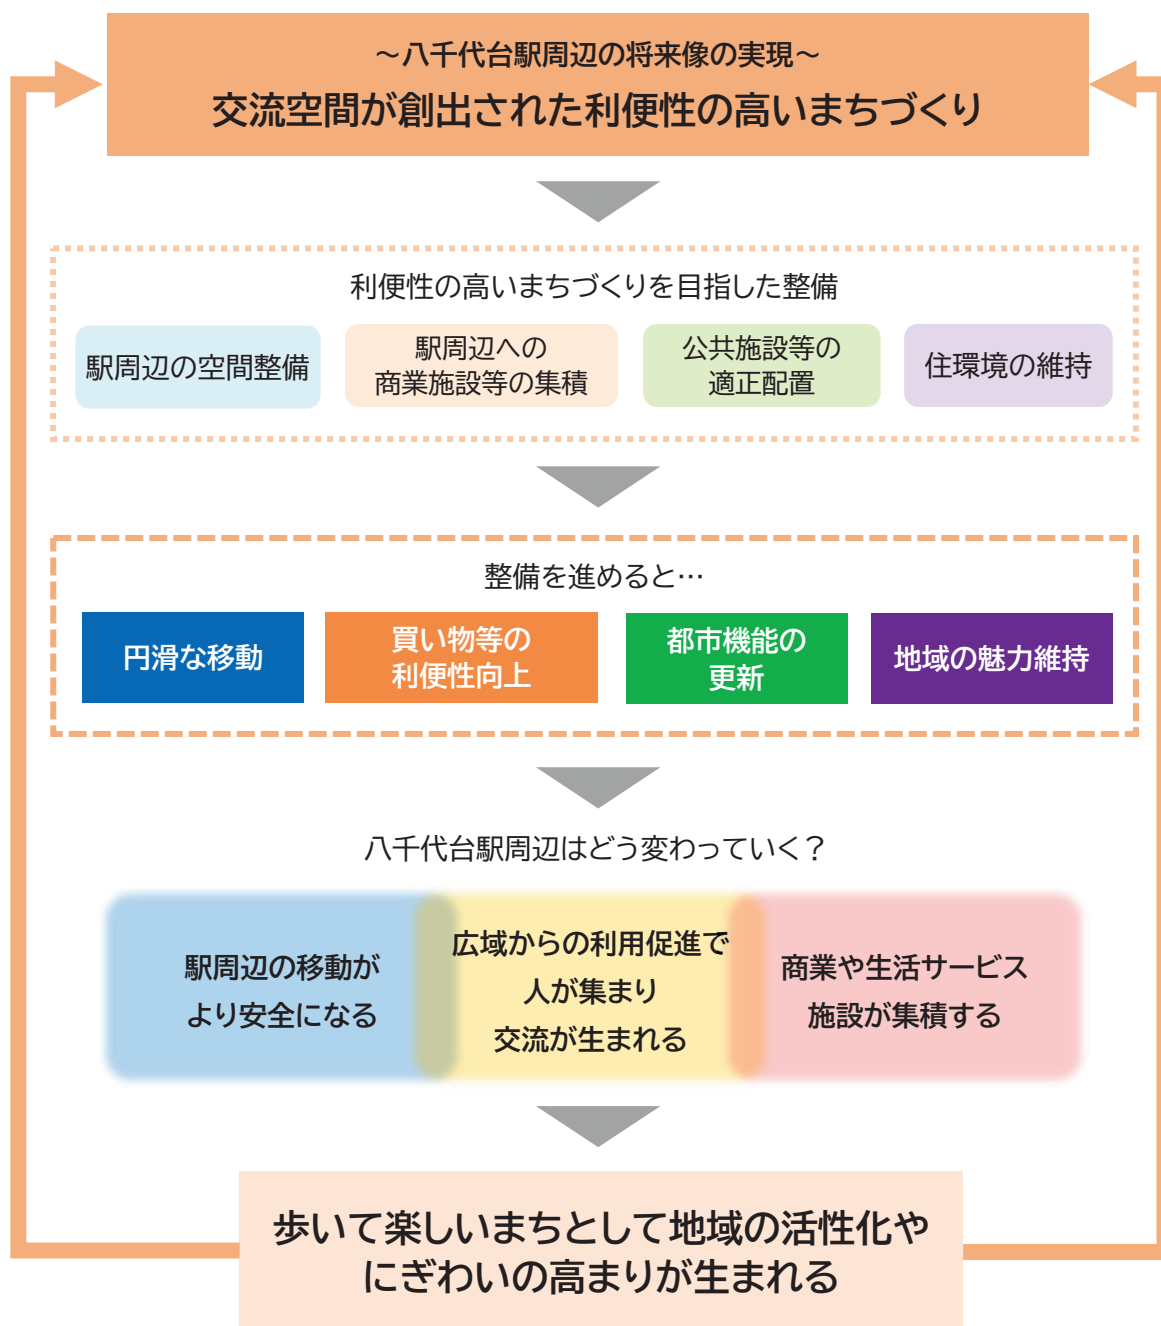 ～八千代台駅周辺の将来像の実現～
交流空間が創出された利便性の高いまちづくり
利便性の高いまちづくりを目指した整備
駅周辺の空間整備
駅周辺への
商業施設等の集積
公共施設等の
適正配置
住環境の維持
整備を進めると…
円滑な移動
買い物等の
利便性向上
都市機能の
更新
地域の魅力維持
八千代台駅周辺はどう変わっていく？
駅周辺の移動が
より安全になる
広域からの利用促進で
人が集まり
交流が生まれる
商業や生活サービス
施設が集積する
歩いて楽しいまちとして地域の活性化や
にぎわいの高まりが生まれる